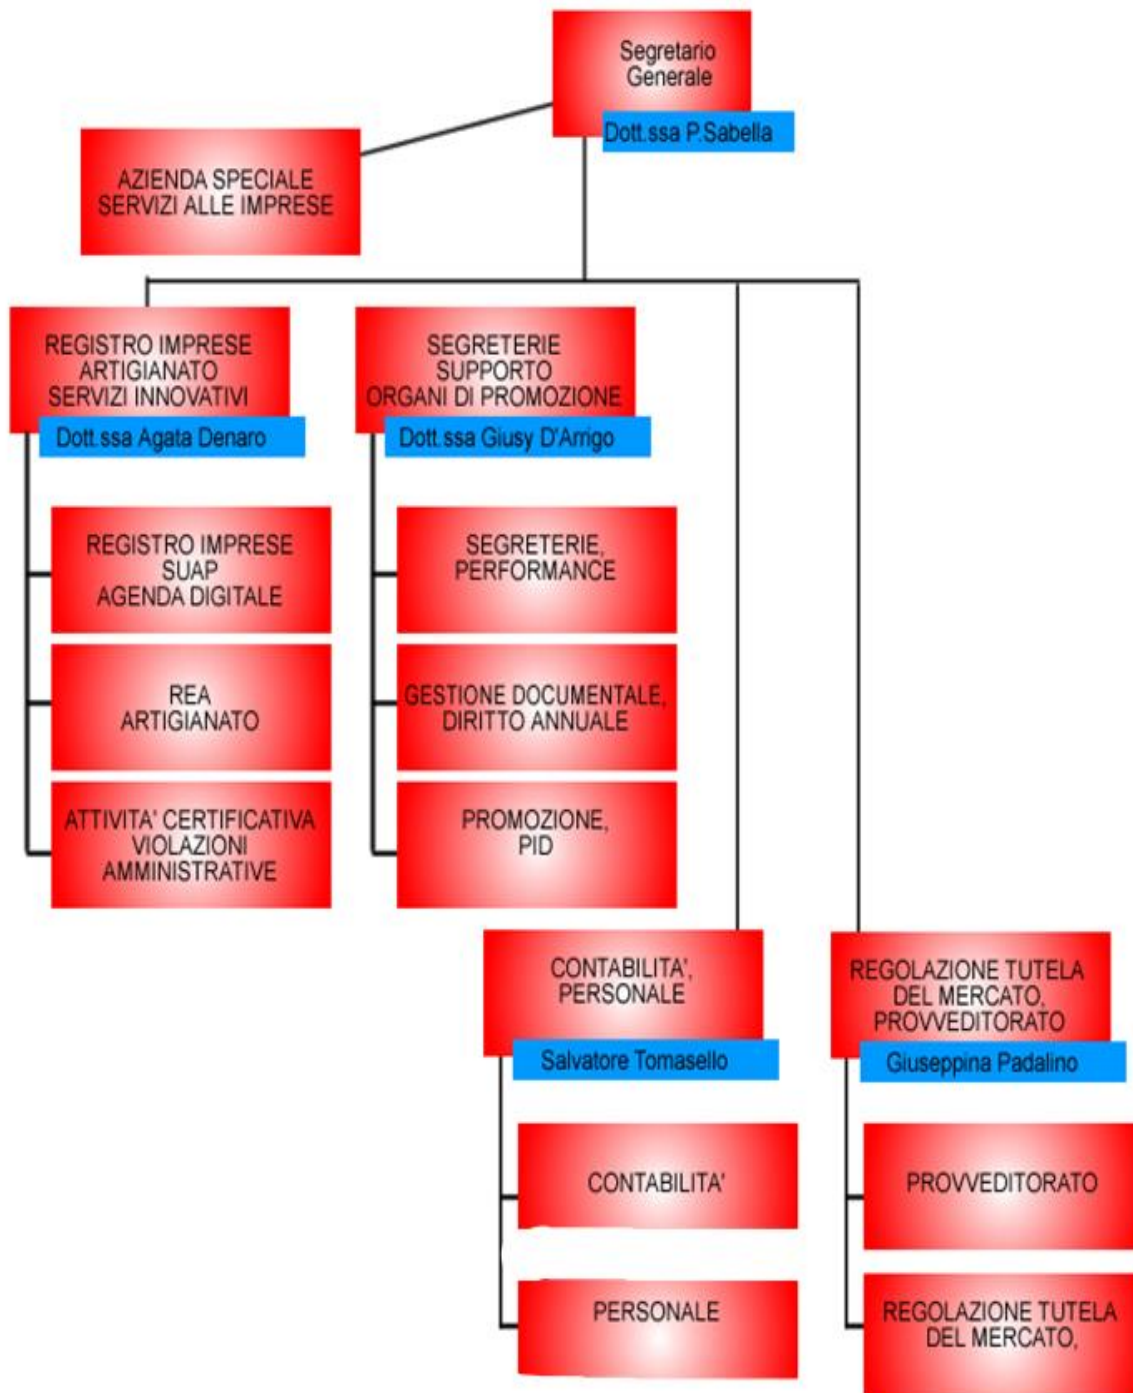 Segretario
Generale
Dott.ssa P.Sabella
AZIENDA SPECIALE
SERVIZI ALLE IMPRESE
REGISTRO IMPRESE
ARTIGIANATO
SERVIZI INNOVATIVI
Dott.ssa Agata Denaro
SEGRETERIE
SUPPORTO
ORGANI DI PROMOZIONE
Dott.ssa Giusy D'Arrigo
REGISTRO IMPRESE
SUAP
AGENDA DIGITALE
REA
ARTIGIANATO
ATTIVITA' CERTIFICATIVA
VIOLAZIONI
AMMINISTRATIVE
SEGRETERIE,
PERFORMANCE
GESTIONE DOCUMENTALE,
DIRITTO ANNUALE
PROMOZIONE,
PID
CONTABILITA',
PERSONALE
Salvatore Tomasello
CONTABILITA'
PERSONALE
REGOLAZIONE TUTELA
DEL MERCATO,
PROVVEDITORATO
Giuseppina Padalino
PROVVEDITORATO
REGOLAZIONE TUTELA
DEL MERCATO,